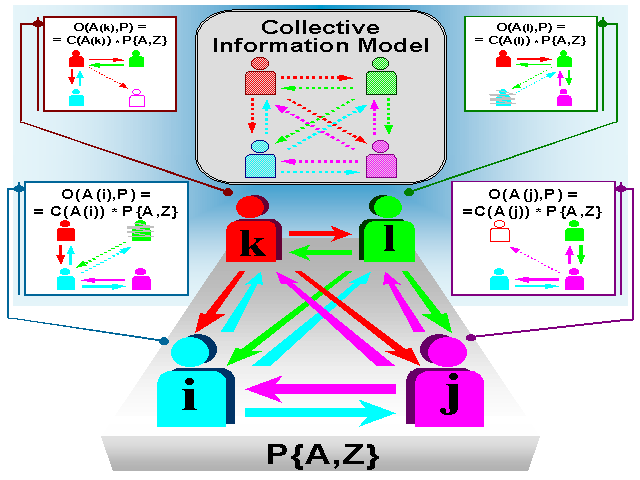 O(A(k),P) =
= C(A(k)) * P{A,Z}
Collective
Information Model
O(A(l),P) =
= C(A(l)) * P{A,Z}
O(A(i),P) =
= C(A(i)) * P{A,Z}
O(A(j),P) =
=C(A(j)) * P{A,Z}
k
l
i
j
P{A,Z}